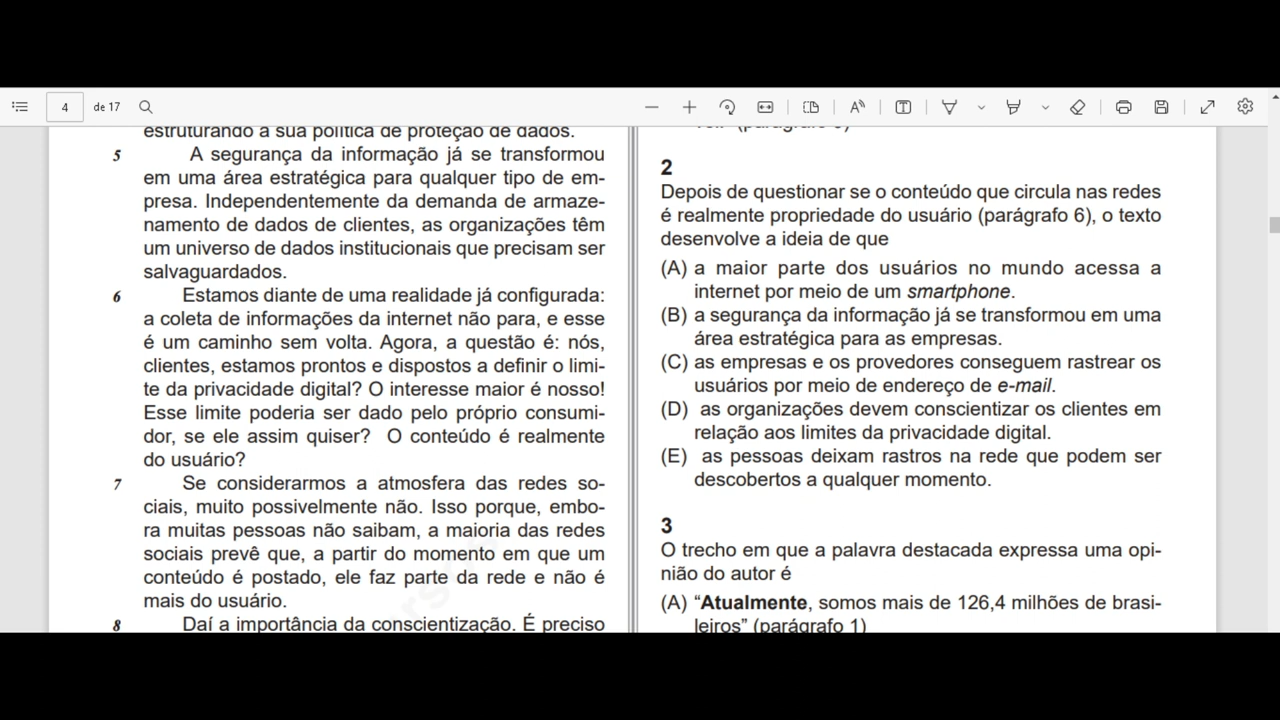 4 de 17
estruturando a sua política de proteção de dados.
5 A segurança da informação já se transformou
em uma área estratégica para qualquer tipo de em-
presa. Independentemente da demanda de armaze-
namento de dados de clientes, as organizações têm
um universo de dados institucionais que precisam ser
salvaguardados.
6 Estamos diante de uma realidade já configurada:
a coleta de informações da internet não para, e esse
é um caminho sem volta. Agora, a questão é: nós,
clientes, estamos prontos e dispostos a definir o limi-
te da privacidade digital? O interesse maior é nosso!
Esse limite poderia ser dado pelo próprio consumi-
dor, se ele assim quiser? O conteúdo é realmente
do usuário?
7 Se considerarmos a atmosfera das redes so-
ciais, muito possivelmente não. Isso porque, embo-
ra muitas pessoas não saibam, a maioria das redes
sociais prevê que, a partir do momento em que um
conteúdo é postado, ele faz parte da rede e não é
mais do usuário.
8 Daí a importância da conscientização. É preciso
2
Depois de questionar se o conteúdo que circula nas redes
é realmente propriedade do usuário (parágrafo 6), o texto
desenvolve a ideia de que
(A) a maior parte dos usuários no mundo acessa a
internet por meio de um smartphone.
(B) a segurança da informação já se transformou em uma
área estratégica para as empresas.
(C) as empresas e os provedores conseguem rastrear os
usuários por meio de endereço de e-mail.
(D) as organizações devem conscientizar os clientes em
relação aos limites da privacidade digital.
(E) as pessoas deixam rastros na rede que podem ser
descobertos a qualquer momento.
3
O trecho em que a palavra destacada expressa uma opi-
nião do autor é
(A) “Atualmente, somos mais de 126,4 milhões de brasi-
leiros” (parágrafo 1)